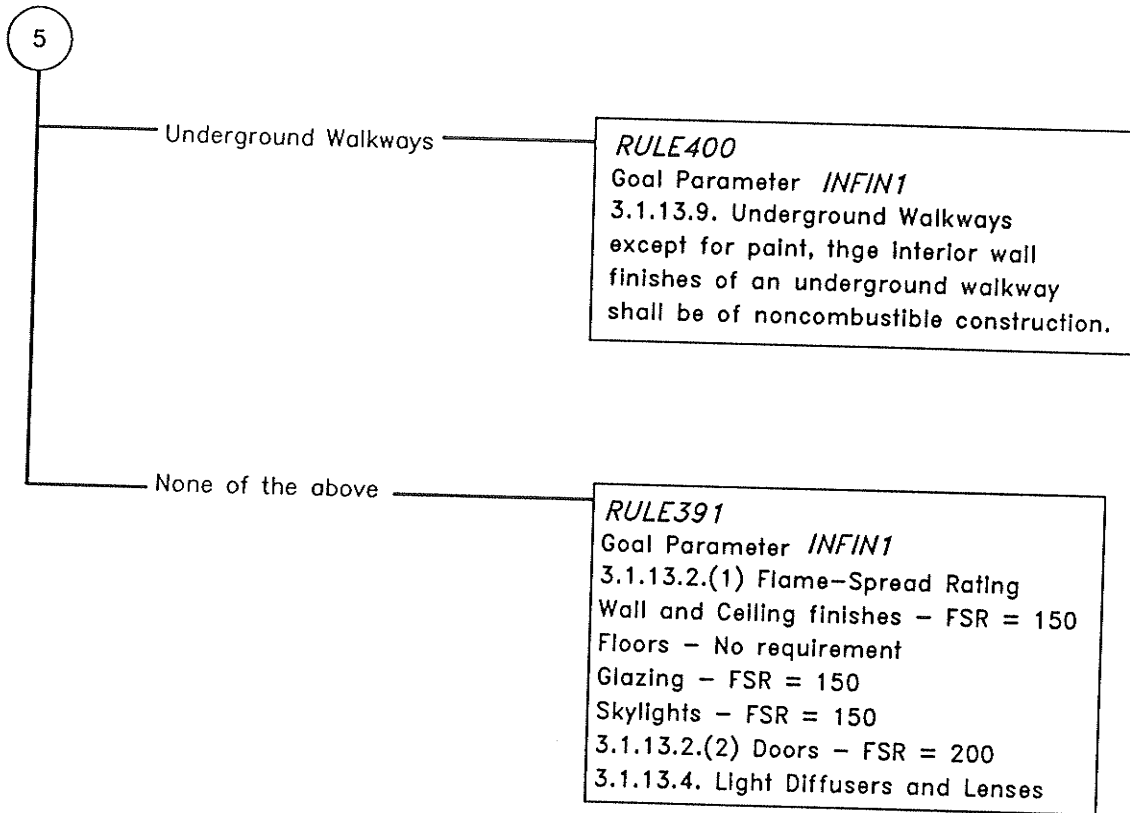 5
Underground Walkways
RULE400
Goal Parameter INFIN1
3.1.13.9. Underground Walkways
except for paint, thge interior wall
finishes of an underground walkway
shall be of noncombustible construction.
None of the above
RULE391
Goal Parameter INFIN1
3.1.13.2.(1) Flame-Spread Rating
Wall and Ceiling finishes - FSR = 150
Floors - No requirement
Glazing - FSR = 150
Skylights - FSR = 150
3.1.13.2.(2) Doors - FSR = 200
3.1.13.4. Light Diffusers and Lenses